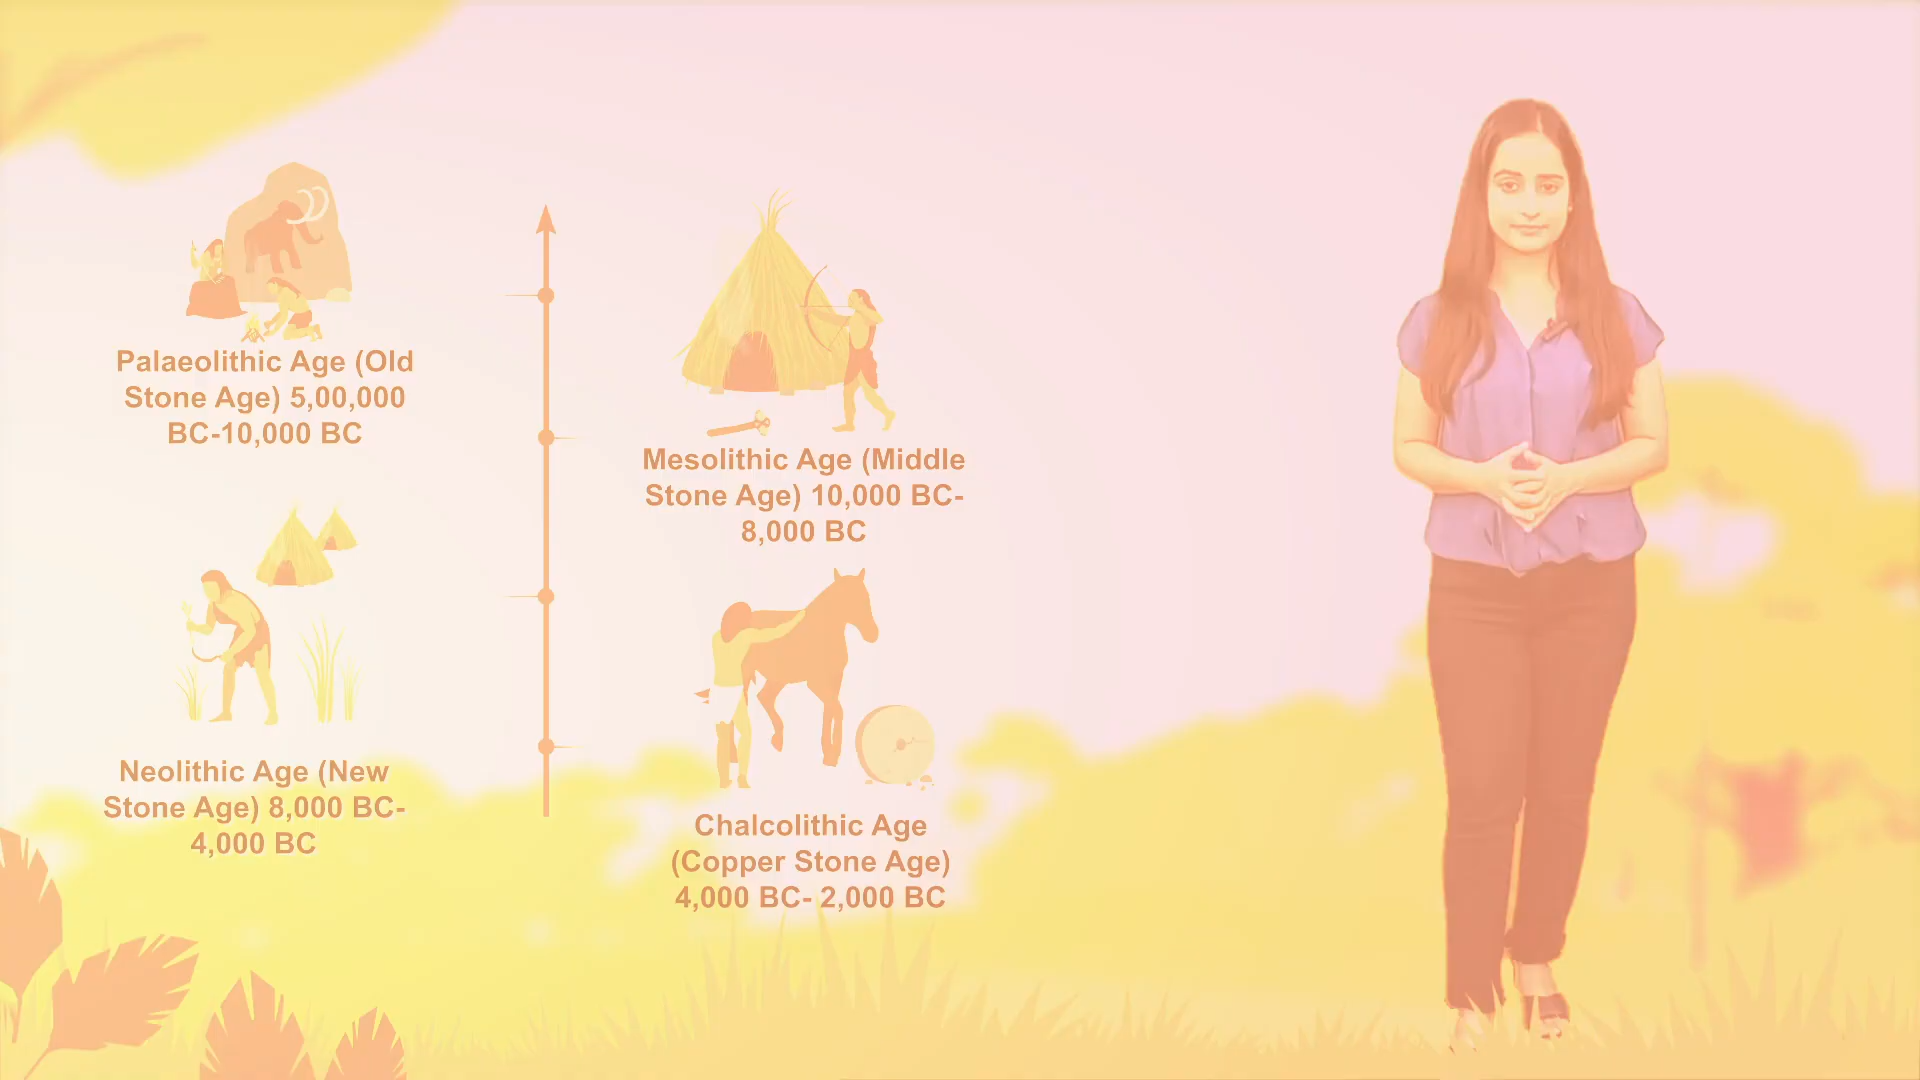 Palaeolithic Age (Old
Stone Age) 5,00,000
BC-10,000 BC
Mesolithic Age (Middle
Stone Age) 10,000 BC-
8,000 BC
Neolithic Age (New
Stone Age) 8,000 BC-
4,000 BC
Chalcolithic Age
(Copper Stone Age)
4,000 BC- 2,000 BC